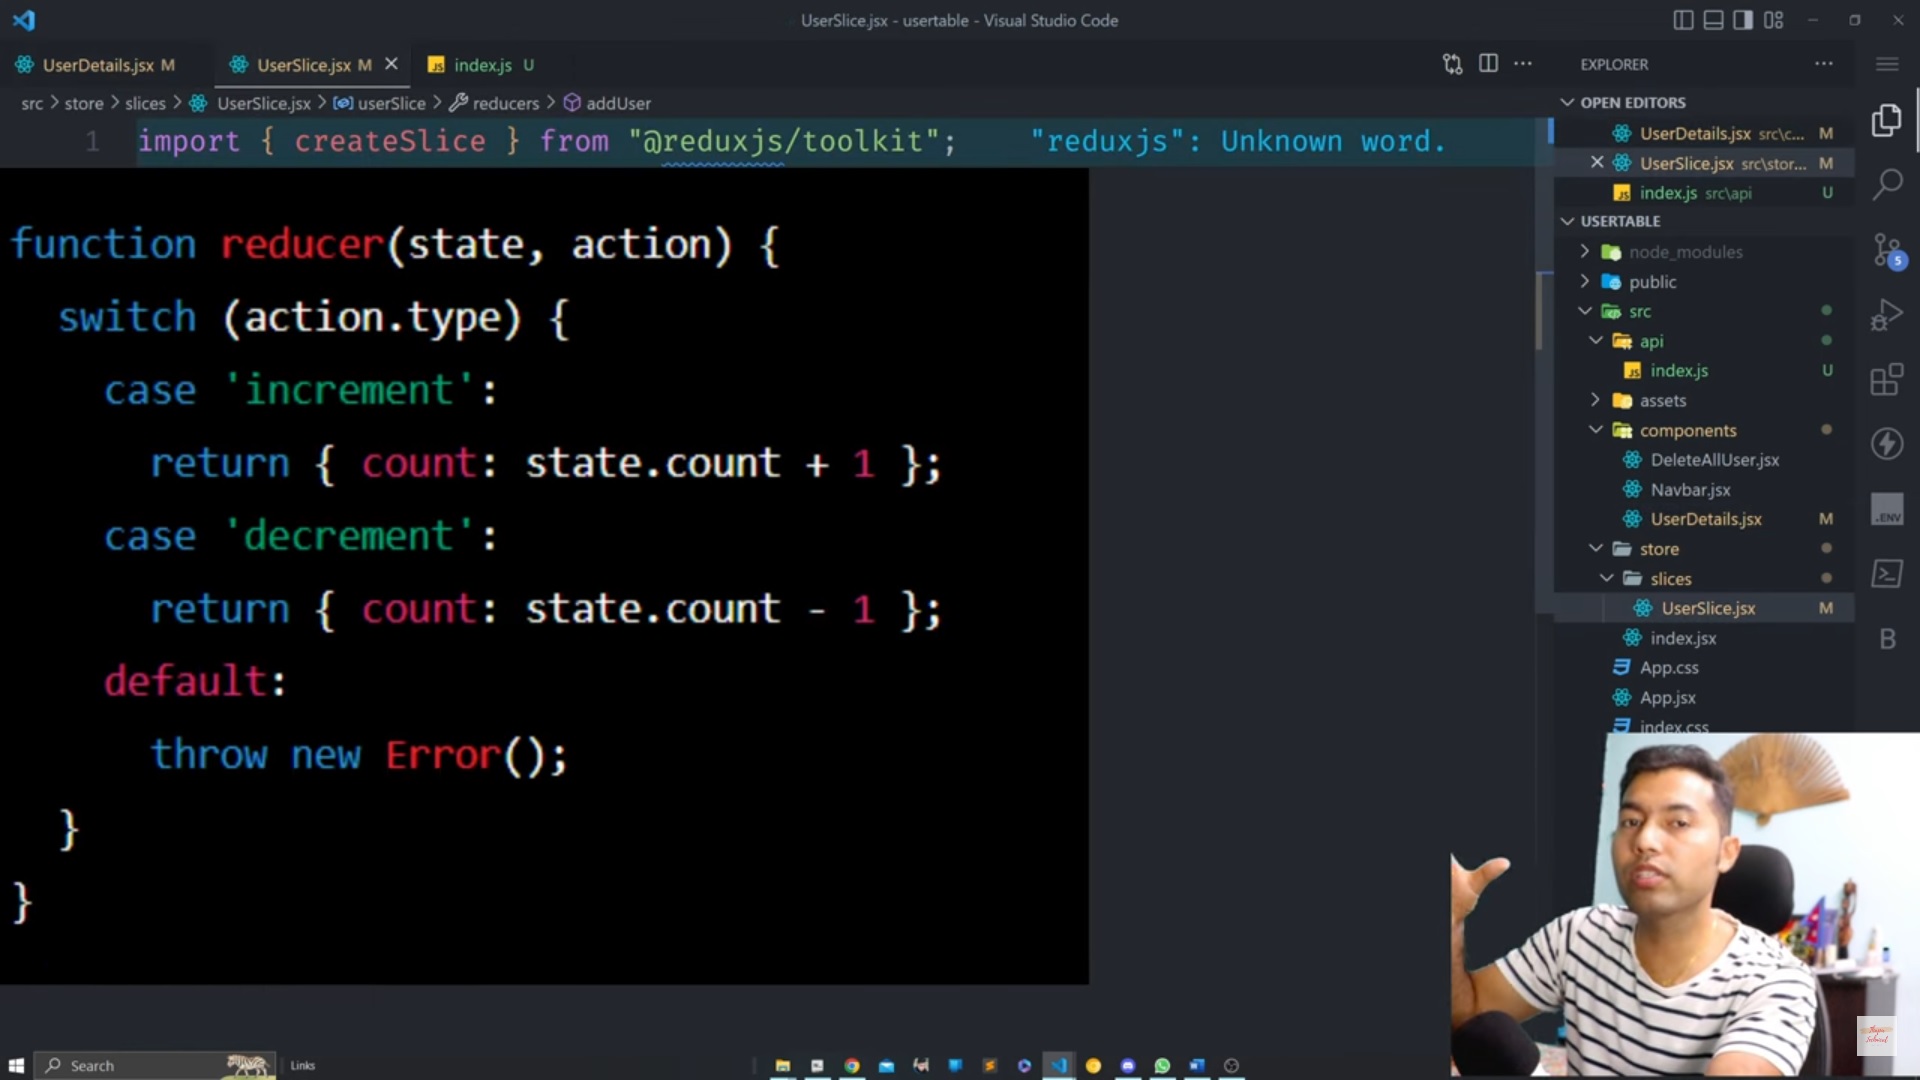 UserSlice.jsx - usertable - Visual Studio Code
UserDetails.jsx M
UserSlice.jsx M
JS index.js U
src > store > slices > UserSlice.jsx > userSlice > reducers > addUser
1 import { createSlice } from "@reduxjs/toolkit"; "reduxjs": Unknown word.
function reducer(state, action) {
switch (action.type) {
case 'increment':
return { count: state.count + 1 };
case 'decrement':
return { count: state.count - 1 };
default:
throw new Error();
}
}
EXPLORER
OPEN EDITORS
UserDetails.jsx src\c... M
UserSlice.jsx src\stor... M
JS index.js src\api U
USERTABLE
node_modules
public
src
api
JS index.js U
assets
components
DeleteAllUser.jsx
Navbar.jsx
UserDetails.jsx M
store
slices
UserSlice.jsx M
index.jsx
App.css
App.jsx
index.css
5
.ENV
B
Search
Links